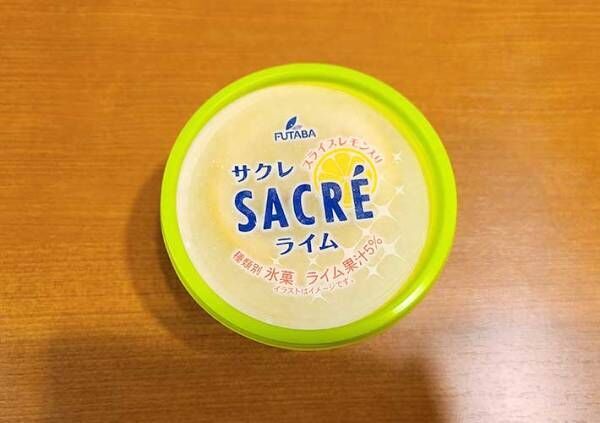 FUTABA
スライスレモン入り
サクレ
SACRÉ
ライム
種類別 氷菓 ライム果汁5%
イラストはイメージです。